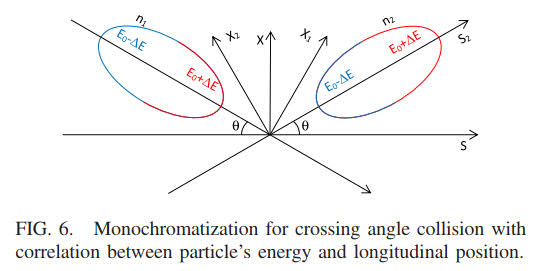 n₁
X₂
X
X₁
n₂
S₂
E₀-ΔE
E₀+ΔE
E₀-ΔE
E₀+ΔE
θ
θ
S
FIG. 6. Monochromatization for crossing angle collision with
correlation between particle's energy and longitudinal position.